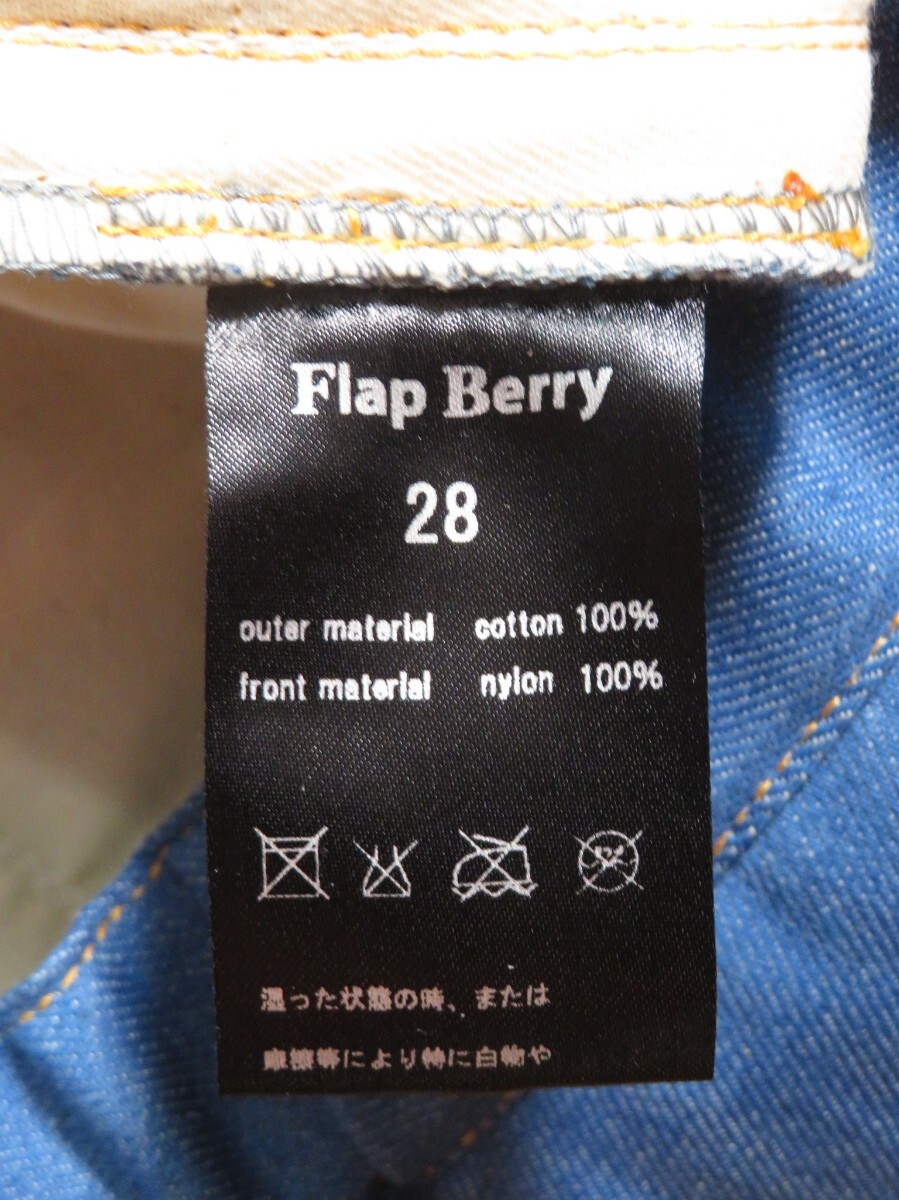 Flap Berry
28
outer material cotton 100%
front material nylon 100%
湿った状態の時、または
摩擦等により特に白物や